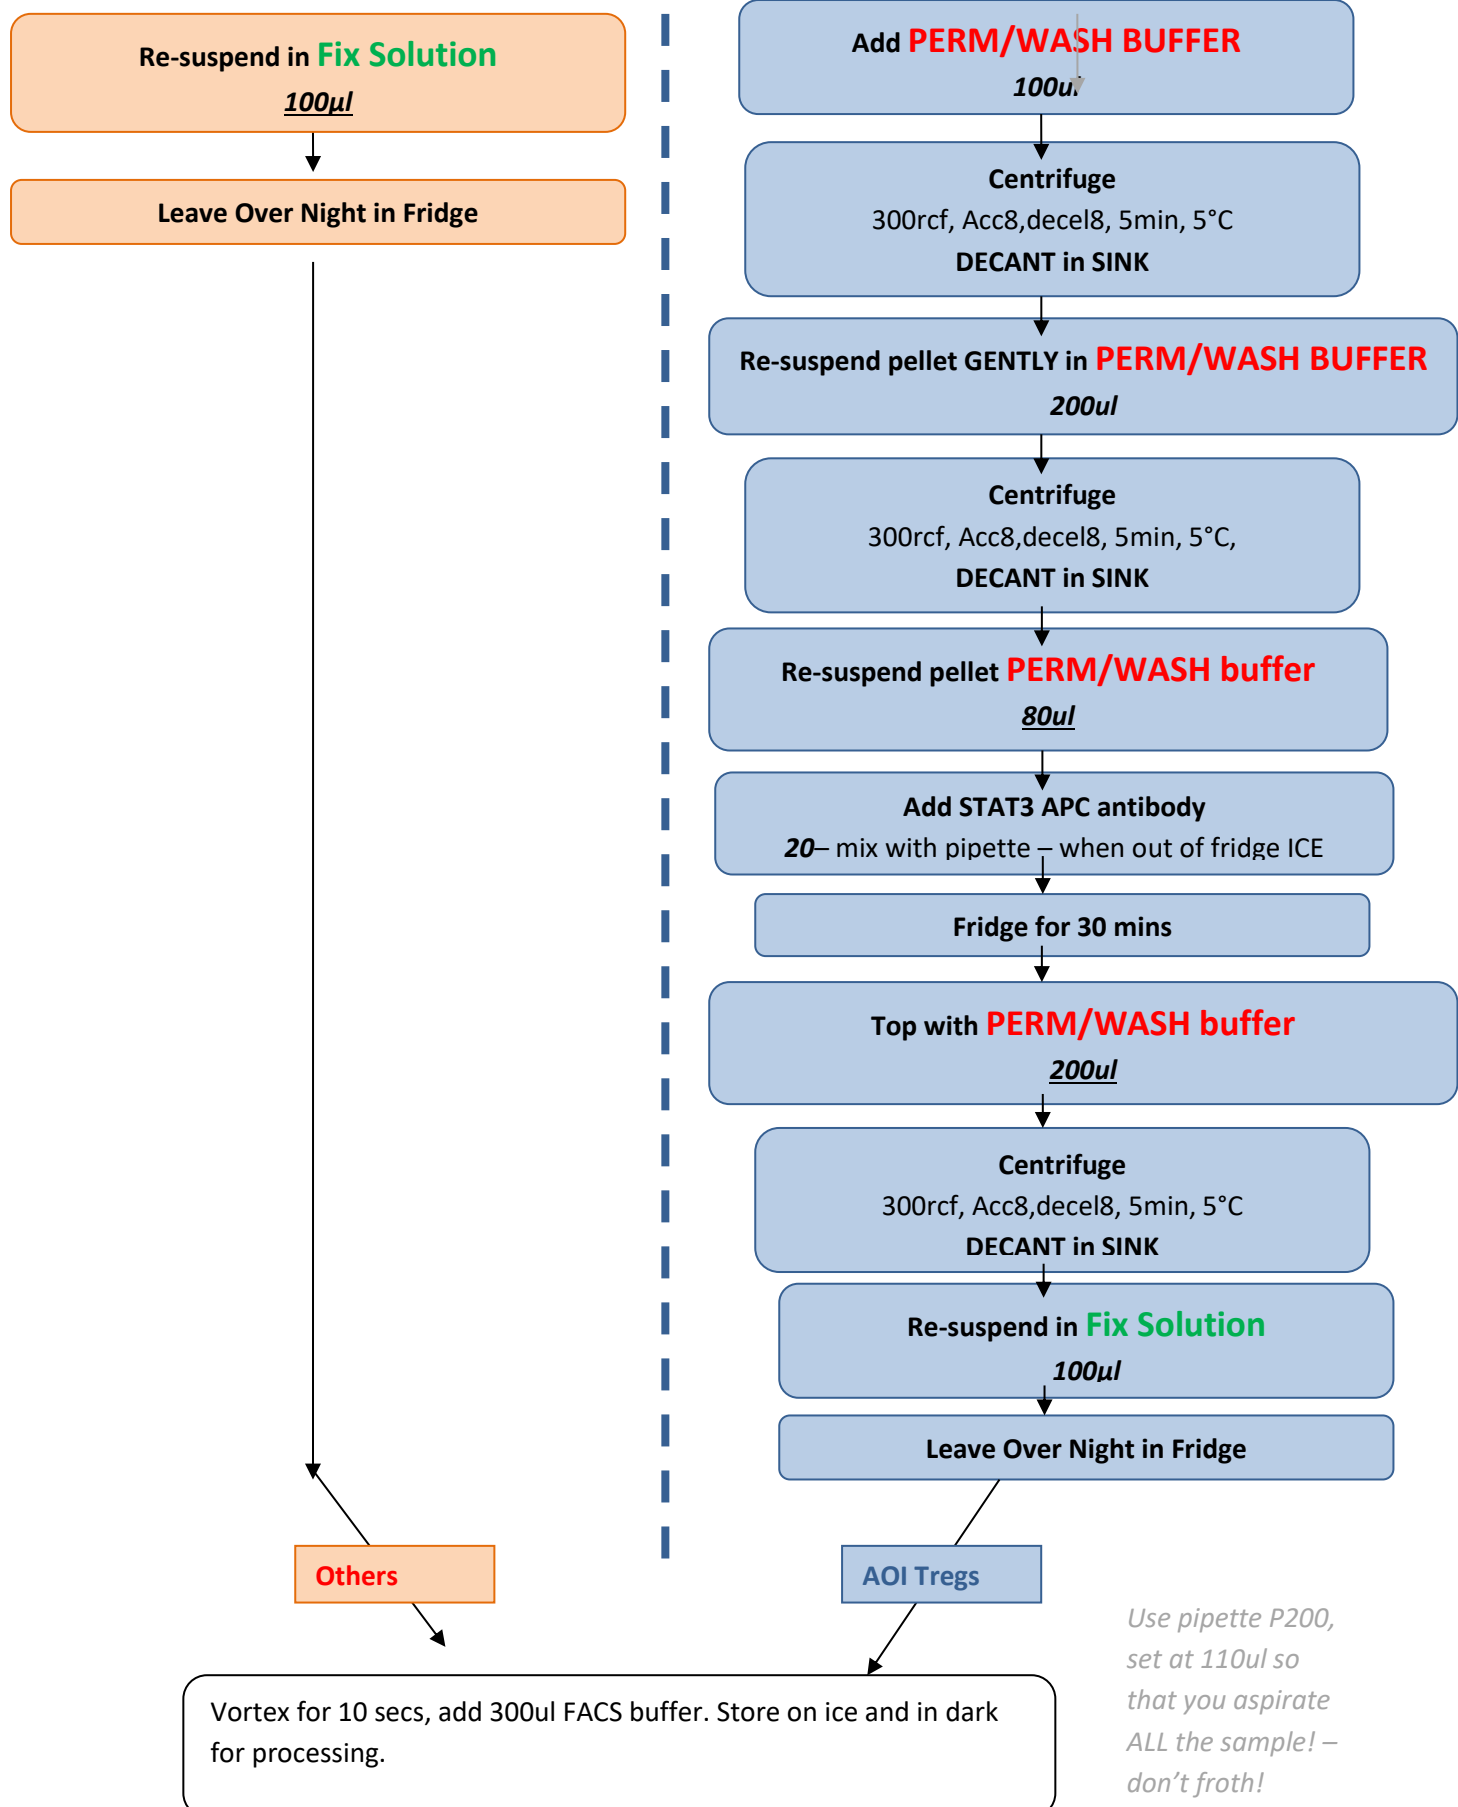 Re-suspend in Fix Solution
100µl
Leave Over Night in Fridge
Add PERM/WASH BUFFER
100ul
Centrifuge
300rcf, Acc8,decel8, 5min, 5°C
DECANT in SINK
Re-suspend pellet GENTLY in PERM/WASH BUFFER
200ul
Centrifuge
300rcf, Acc8,decel8, 5min, 5°C,
DECANT in SINK
Re-suspend pellet PERM/WASH buffer
80ul
Add STAT3 APC antibody
20– mix with pipette – when out of fridge ICE
Fridge for 30 mins
Top with PERM/WASH buffer
200ul
Centrifuge
300rcf, Acc8,decel8, 5min, 5°C
DECANT in SINK
Re-suspend in Fix Solution
100µl
Leave Over Night in Fridge
Others
AOI Tregs
Use pipette P200,
set at 110ul so
that you aspirate
ALL the sample! –
don't froth!
Vortex for 10 secs, add 300ul FACS buffer. Store on ice and in dark
for processing.